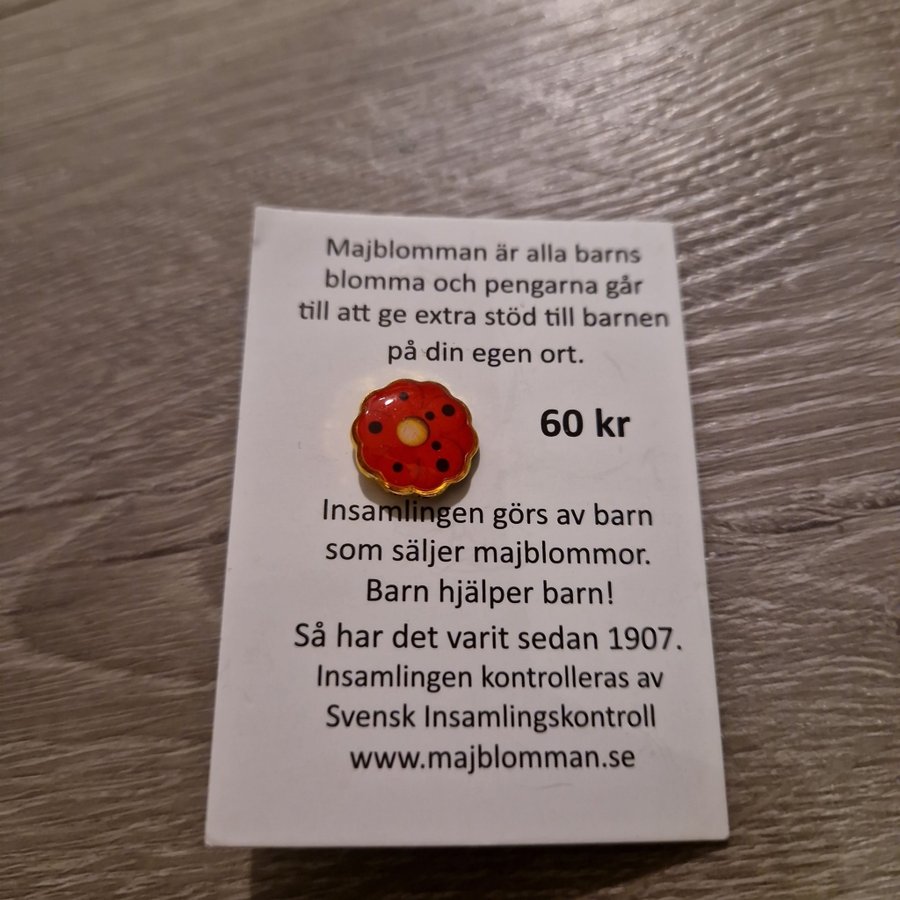 Majblomman är alla barns
blomma och pengarna går
till att ge extra stöd till barnen
på din egen ort.
60 kr
Insamlingen görs av barn
som säljer majblommor.
Barn hjälper barn!
Så har det varit sedan 1907.
Insamlingen kontrolleras av
Svensk Insamlingskontroll
www.majblomman.se